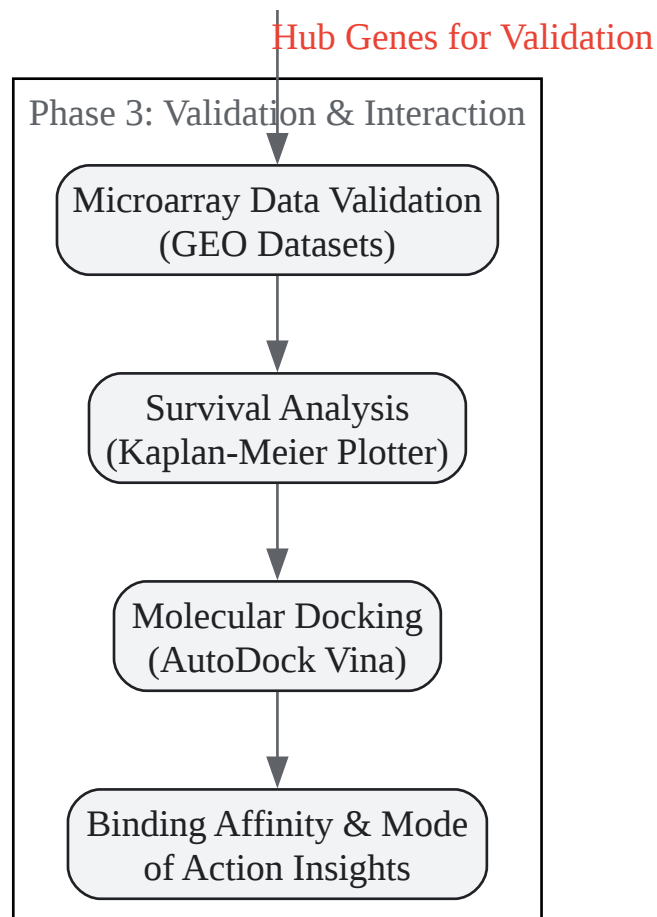 Hub Genes for Validation
Phase 3: Validation & Interaction
Microarray Data Validation
(GEO Datasets)
Survival Analysis
(Kaplan-Meier Plotter)
Molecular Docking
(AutoDock Vina)
Binding Affinity & Mode
of Action Insights